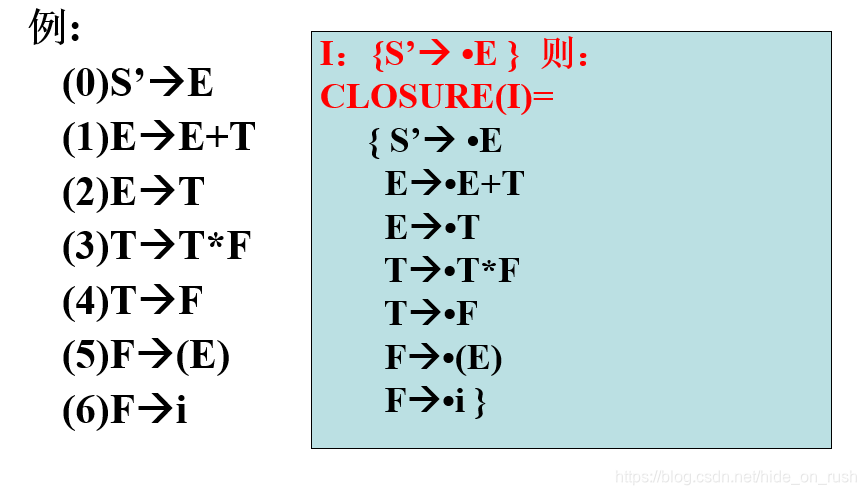 例:
(0)S’→E
(1)E→E+T
(2)E→T
(3)T→T*F
(4)T→F
(5)F→(E)
(6)F→i
I：{S’→ •E } 则：
CLOSURE(I)=
{ S’→ •E
E→•E+T
E→•T
T→•T*F
T→•F
F→•(E)
F→•i }
https://blog.csdn.net/hide_on_rush